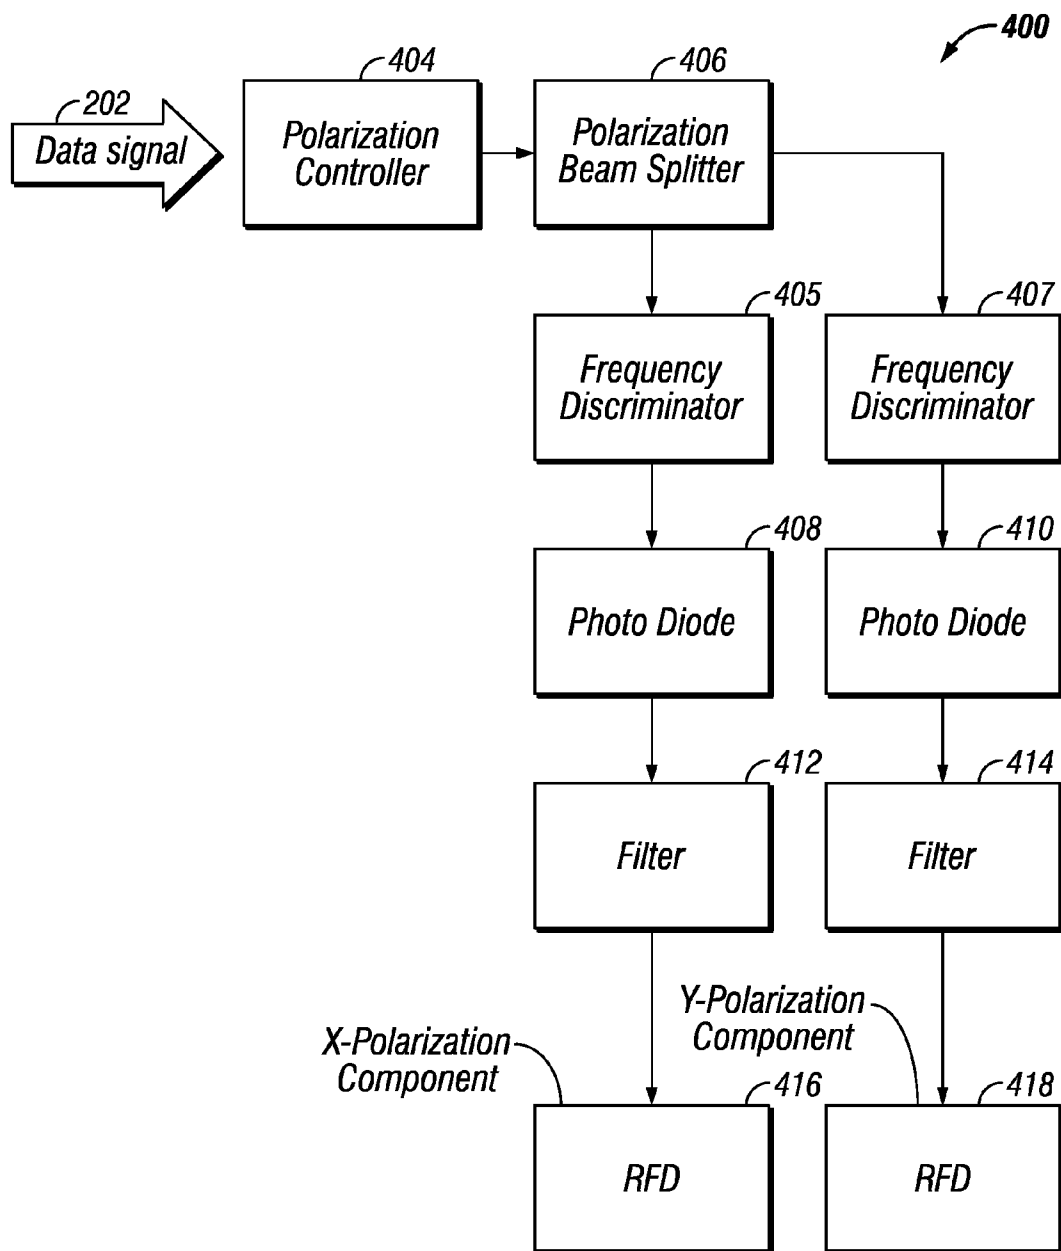 400
404
406
202
Data signal
Polarization
Controller
Polarization
Beam Splitter
405
407
Frequency
Discriminator
Frequency
Discriminator
408
410
Photo Diode
Photo Diode
412
414
Filter
Filter
X-Polarization
Component
Y-Polarization
Component
416
418
RFD
RFD